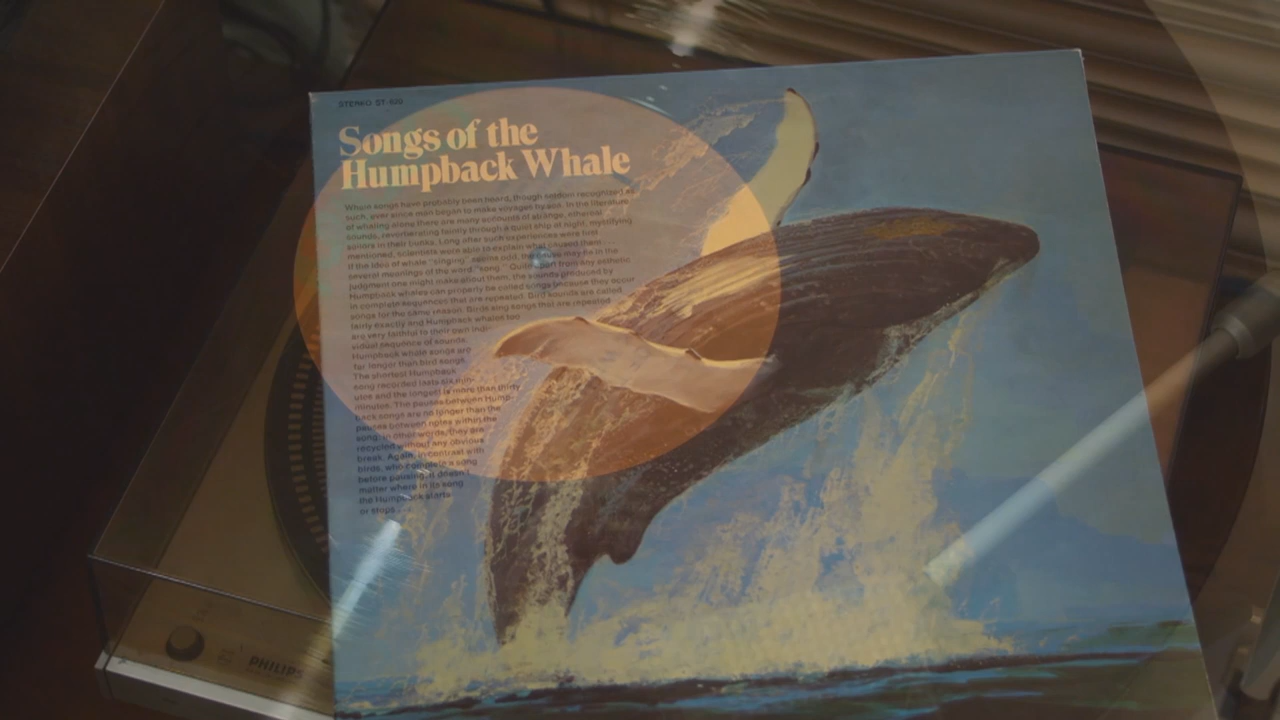 STEREO ST-620
Songs of the
Humpback Whale
Whale songs have probably been heard, though seldom recognized as
such, ever since man began to make voyages by sea. In the literature
of whaling alone there are many accounts of strange, ethereal
sounds, reverberating faintly through a quiet ship at night, mystifying
sailors in their bunks. Long after such experiences were first
mentioned, scientists were able to explain what caused them . . .
If the idea of whale "singing" seems odd, the cause may lie in the
several meanings of the word "song." Quite apart from any esthetic
judgment one might make about them, the sounds produced by
Humpback whales can properly be called songs because they occur
in complete sequences that are repeated. Bird sounds are called
songs for the same reason. Birds sing songs that are repeated
fairly exactly and Humpback whales too
are very faithful to their own indi-
vidual sequence of sounds.
Humpback whale songs are
far longer than bird songs.
The shortest Humpback
song recorded lasts six min-
utes and the longest is more than thirty
minutes. The pauses between Hump-
back songs are no longer than the
pauses between notes within the
song; in other words, they are
recycled without any obvious
break. Again, in contrast with
birds, who complete a song
before pausing, it doesn't
matter where in its song
the Humpback starts
or stops . . .
PHILIPS